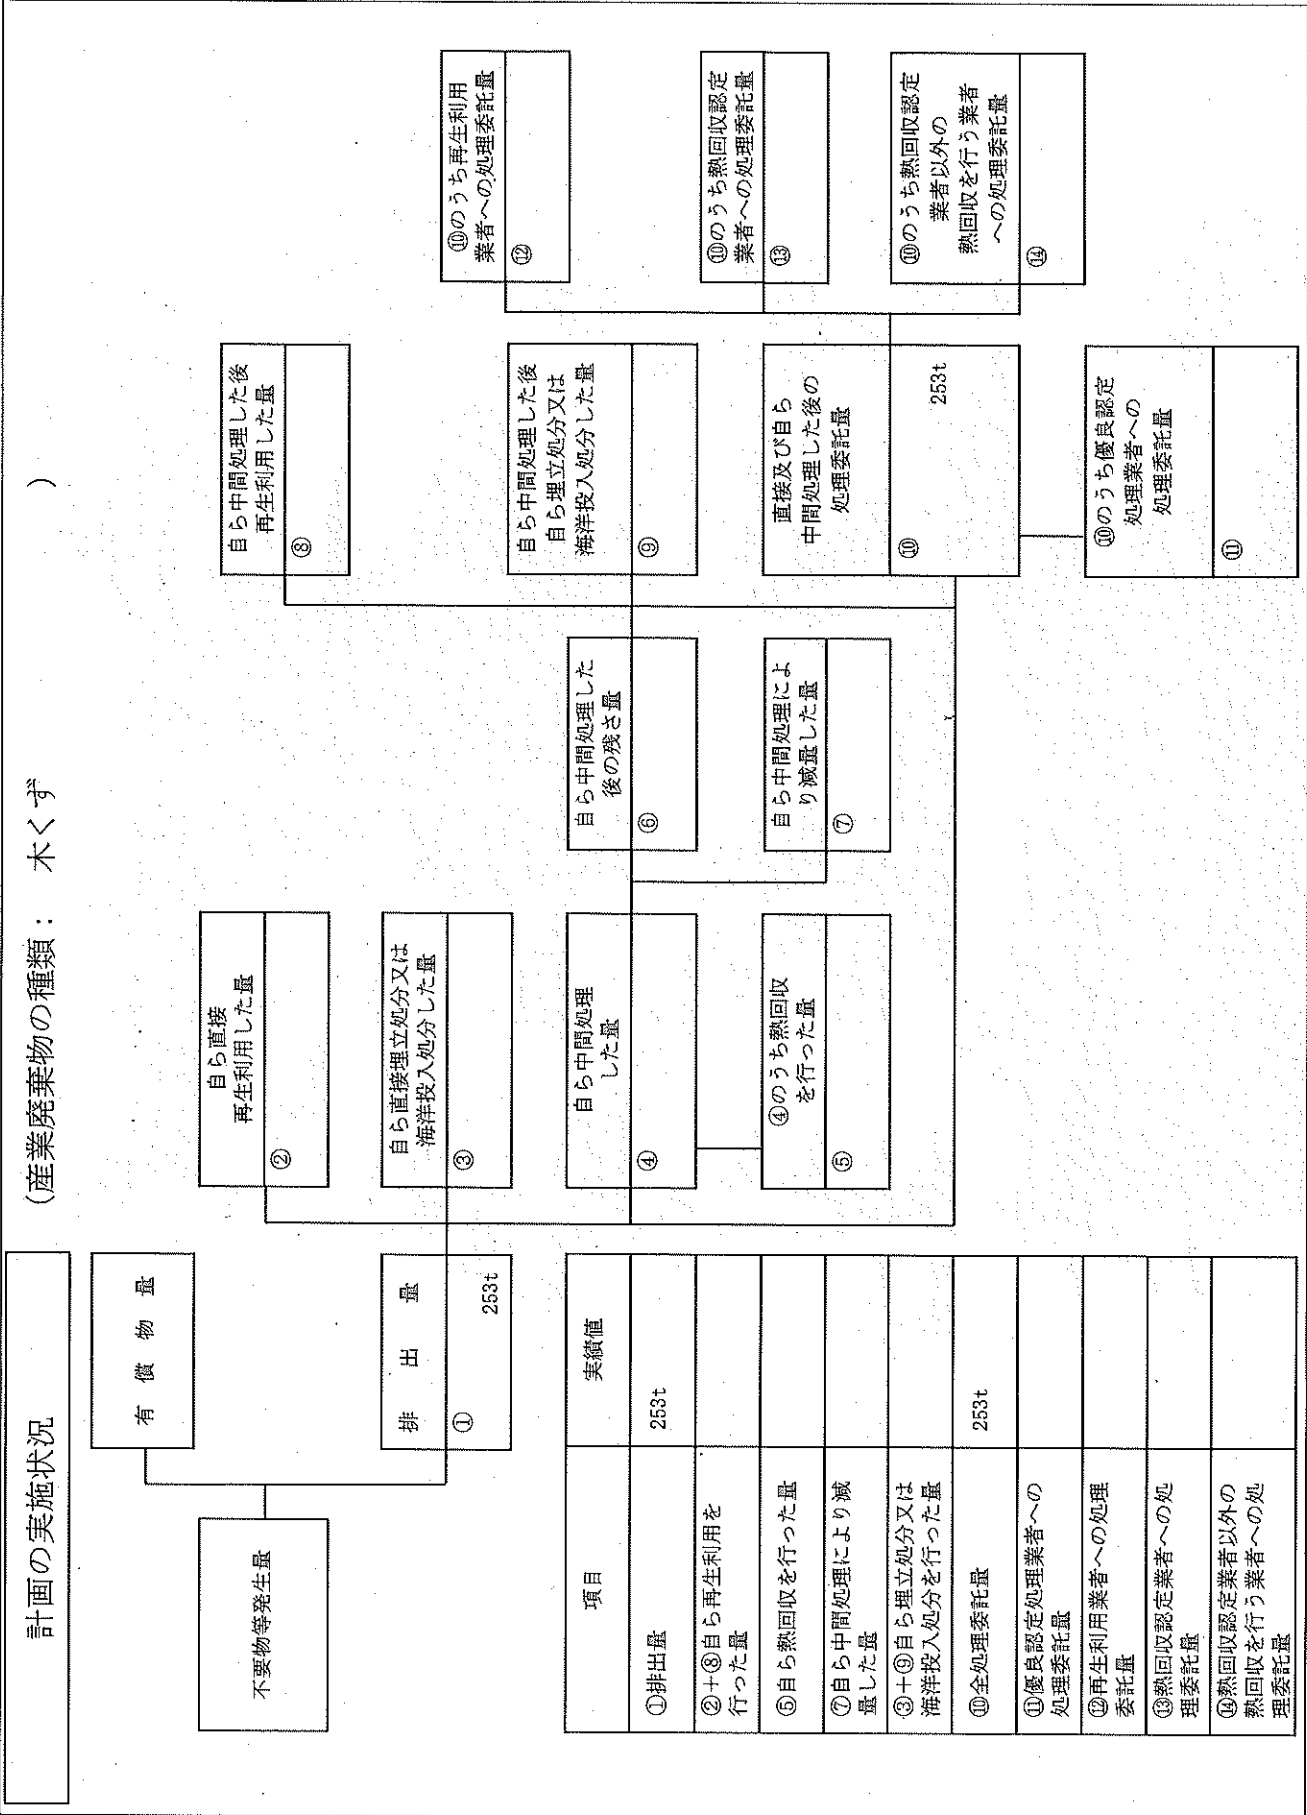 計画の実施状況
(産業廃棄物の種類： 木くず )
不要物等発生量
有償物量
排出量
①
253t
自ら直接
再生利用した量
②
自ら直接埋立処分又は
海洋投入処分した量
③
自ら中間処理
した量
④
④のうち熱回収
を行った量
⑤
自ら中間処理した
後の残さ量
⑥
自ら中間処理によ
り減量した量
⑦
自ら中間処理した後
再生利用した量
⑧
自ら中間処理した後
自ら埋立処分又は
海洋投入処分した量
⑨
直接及び自ら
中間処理した後の
処理委託量
⑩
253t
⑩のうち優良認定
処理業者への
処理委託量
⑪
⑩のうち再生利用
業者への処理委託量
⑫
⑩のうち熱回収認定
業者への処理委託量
⑬
⑩のうち熱回収認定
業者以外の
熱回収を行う業者
への処理委託量
⑭
項目 実績値
①排出量 253t
②+⑧自ら再生利用を
行った量
⑤自ら熱回収を行った量
⑦自ら中間処理により減
量した量
③+⑨自ら埋立処分又は
海洋投入処分を行った量
⑩全処理委託量 253t
⑪優良認定処理業者への
処理委託量
⑫再生利用業者への処理
委託量
⑬熱回収認定業者への処
理委託量
⑭熱回収認定業者以外の
熱回収を行う業者への処
理委託量